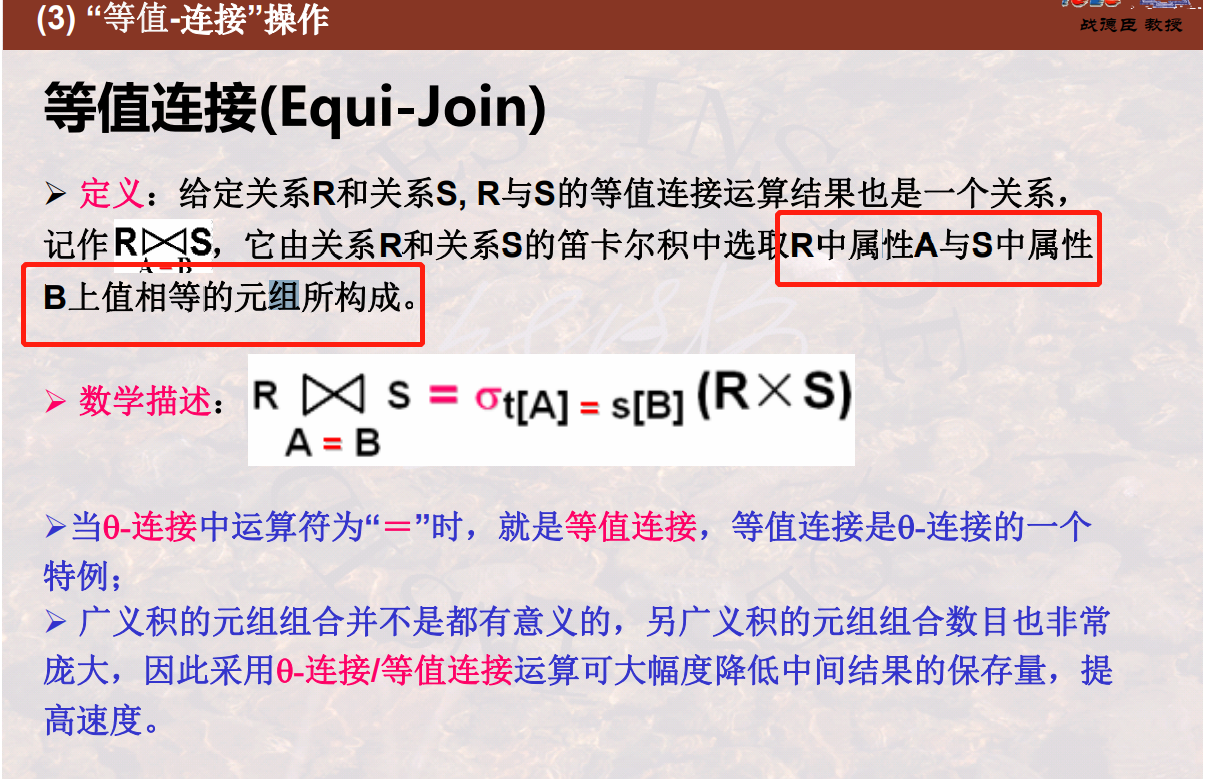 (3) “等值-连接”操作
战德臣 教授
等值连接(Equi-Join)
➢ 定义：给定关系R和关系S, R与S的等值连接运算结果也是一个关系，
记作R⋈S，它由关系R和关系S的笛卡尔积中选取R中属性A与S中属性
A = B
B上值相等的元组所构成。
➢ 数学描述： R ⋈ S = σt[A] = s[B] (R×S)
A = B
➢当θ-连接中运算符为“＝”时，就是等值连接，等值连接是θ-连接的一个
特例；
➢ 广义积的元组组合并不是都有意义的，另广义积的元组组合数目也非常
庞大，因此采用θ-连接/等值连接运算可大幅度降低中间结果的保存量，提
高速度。